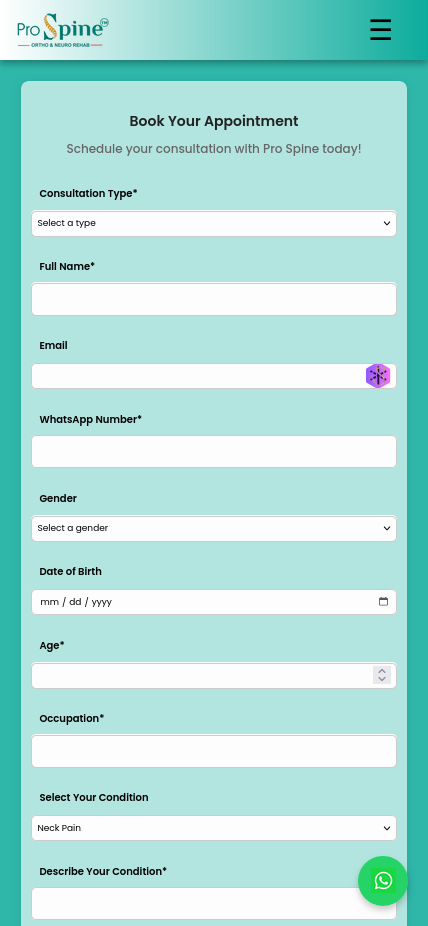 Pro Spine™
ORTHO & NEURO REHAB
Book Your Appointment
Schedule your consultation with Pro Spine today!
Consultation Type*
Select a type
Full Name*
Email
WhatsApp Number*
Gender
Select a gender
Date of Birth
mm / dd / yyyy
Age*
Occupation*
Select Your Condition
Neck Pain
Describe Your Condition*